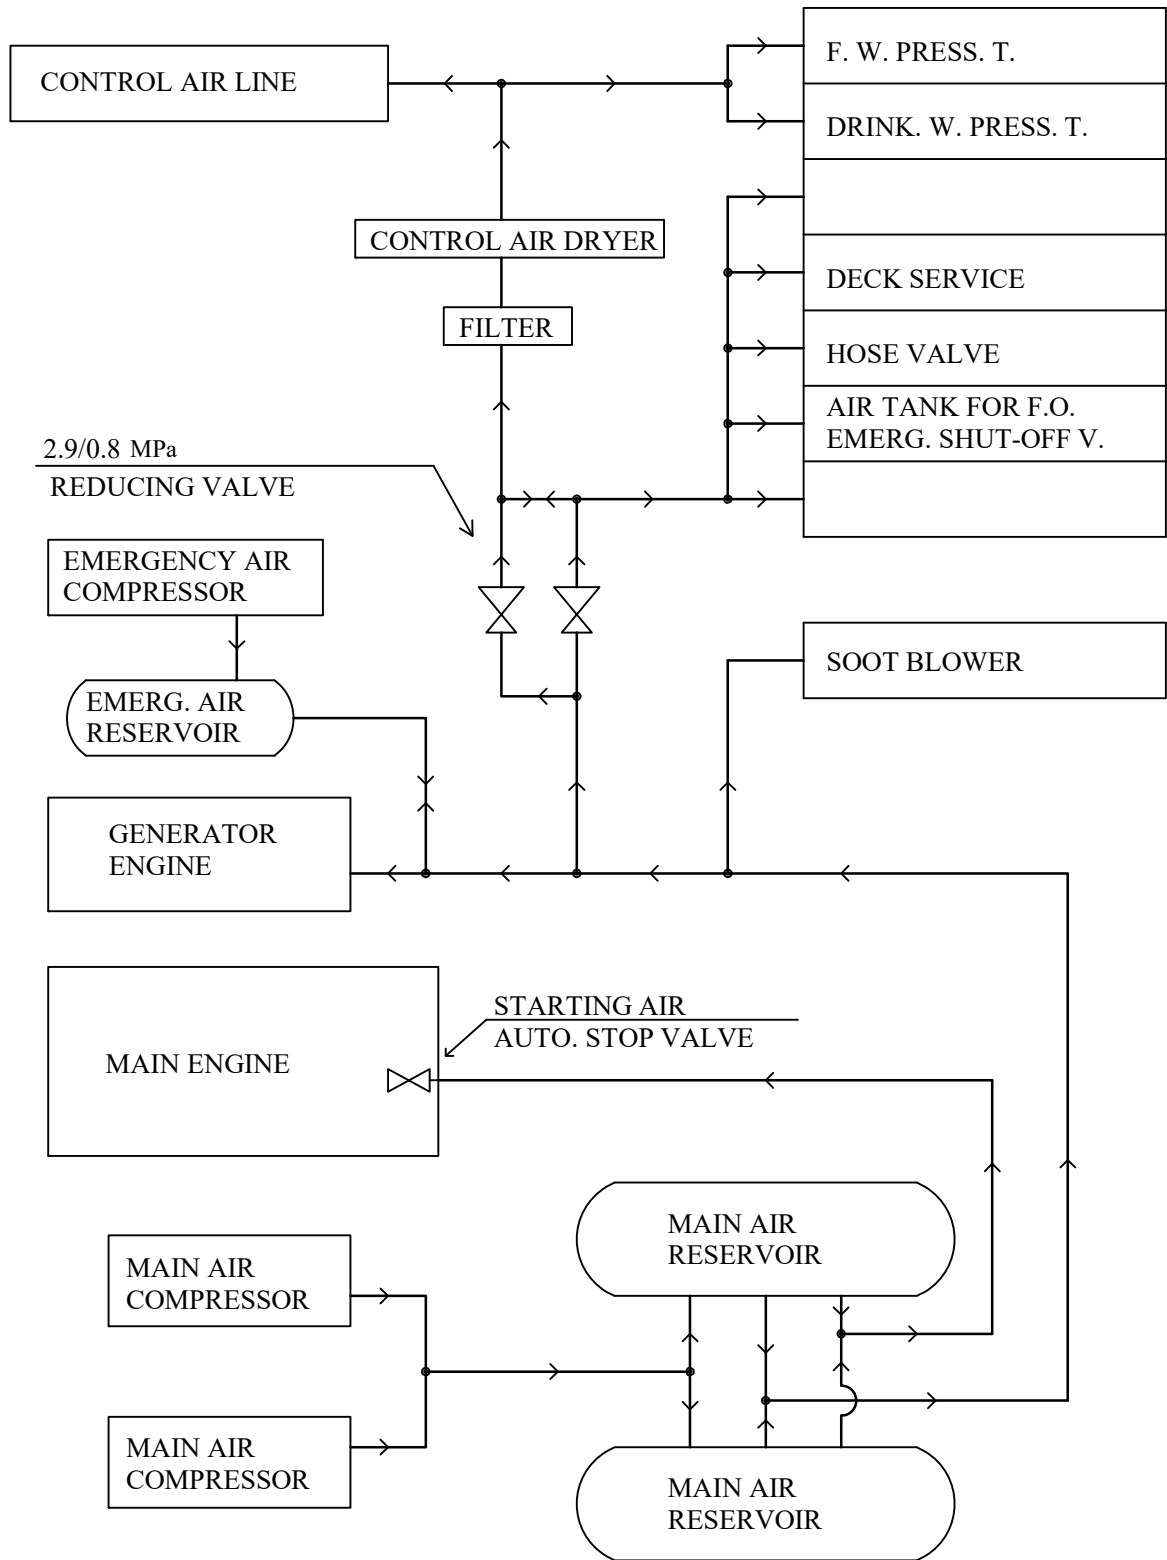 F. W. PRESS. T.
CONTROL AIR LINE
DRINK. W. PRESS. T.
CONTROL AIR DRYER
DECK SERVICE
FILTER
HOSE VALVE
AIR TANK FOR F.O.
EMERG. SHUT-OFF V.
2.9/0.8 MPa
REDUCING VALVE
EMERGENCY AIR
COMPRESSOR
SOOT BLOWER
EMERG. AIR
RESERVOIR
GENERATOR
ENGINE
STARTING AIR
AUTO. STOP VALVE
MAIN ENGINE
MAIN AIR
RESERVOIR
MAIN AIR
COMPRESSOR
MAIN AIR
COMPRESSOR
MAIN AIR
RESERVOIR